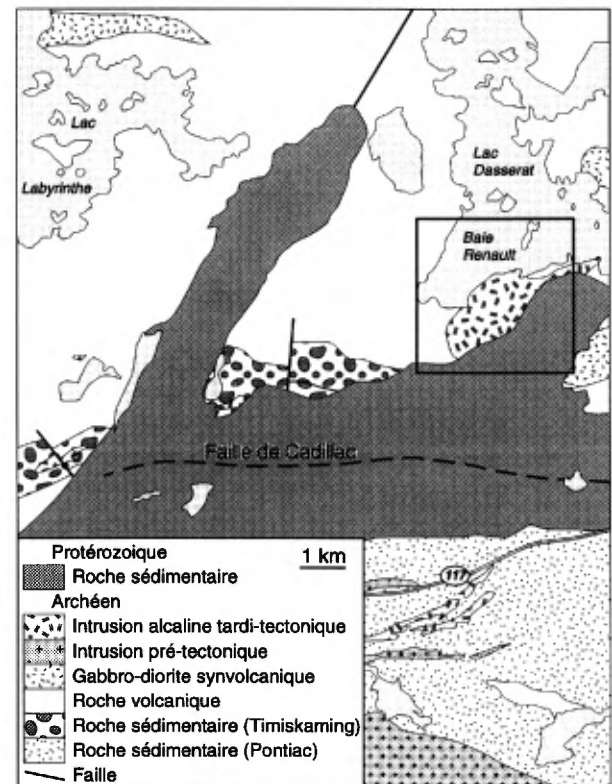 Lac
Labyrinthe
Lac
Dasserat
Baie
Renault
Faille de Cadillac
117
Protérozoique
1 km
Roche sédimentaire
Archéen
Intrusion alcaline tardi-tectonique
Intrusion pré-tectonique
Gabbro-diorite synvolcanique
Roche volcanique
Roche sédimentaire (Timiskaming)
Roche sédimentaire (Pontiac)
Faille